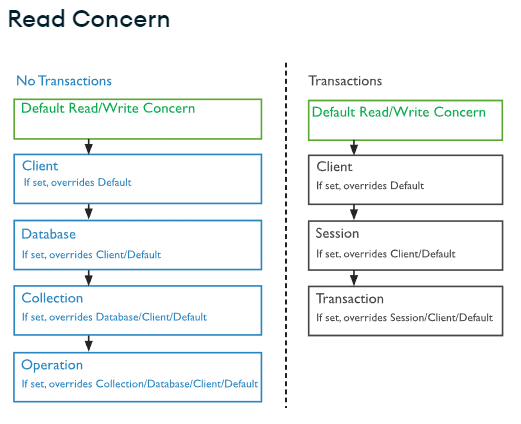 Read Concern
No Transactions
Default Read/Write Concern
Client
If set, overrides Default
Database
If set, overrides Client/Default
Collection
If set, overrides Database/Client/Default
Operation
If set, overrides Collection/Database/Client/Default
Transactions
Default Read/Write Concern
Client
If set, overrides Default
Session
If set, overrides Client/Default
Transaction
If set, overrides Session/Client/Default